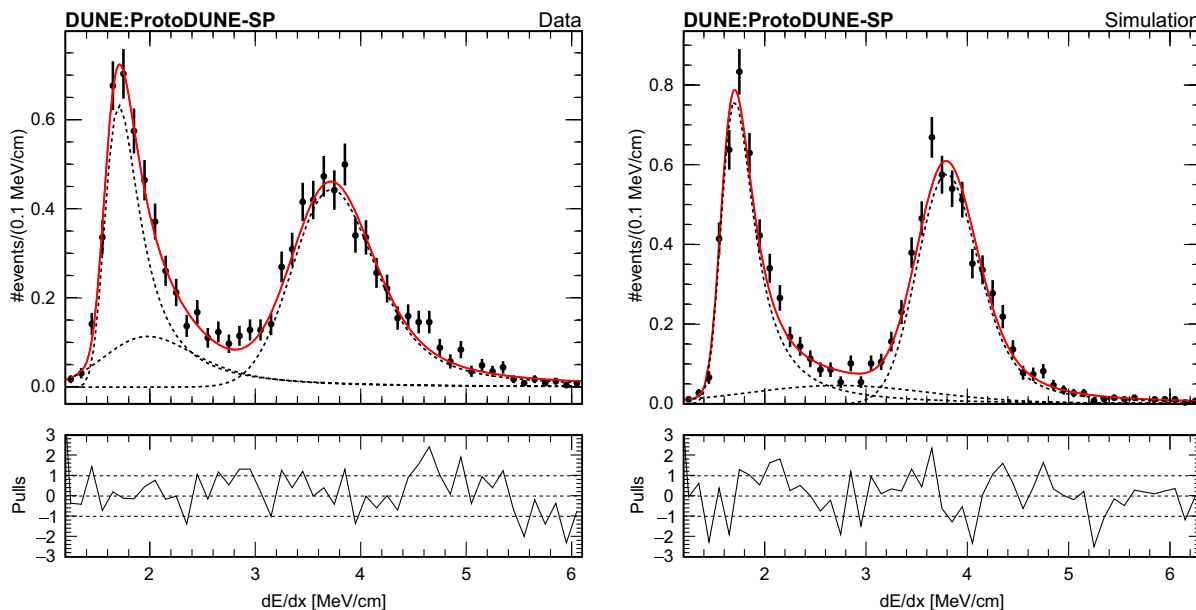 DUNE:ProtoDUNE-SP Data
#events/(0.1 MeV/cm)
0.6
0.4
0.2
0.0
Pulls
3
2
1
0
−1
−2
−3
2 3 4 5 6
dE/dx [MeV/cm]
DUNE:ProtoDUNE-SP Simulation
#events/(0.1 MeV/cm)
0.8
0.6
0.4
0.2
0.0
Pulls
3
2
1
0
−1
−2
−3
2 3 4 5 6
dE/dx [MeV/cm]